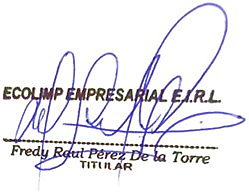 ECOLIMP EMPRESARIAL E.I.R.L.
Fredy Raul Pérez De la Torre
TITULAR